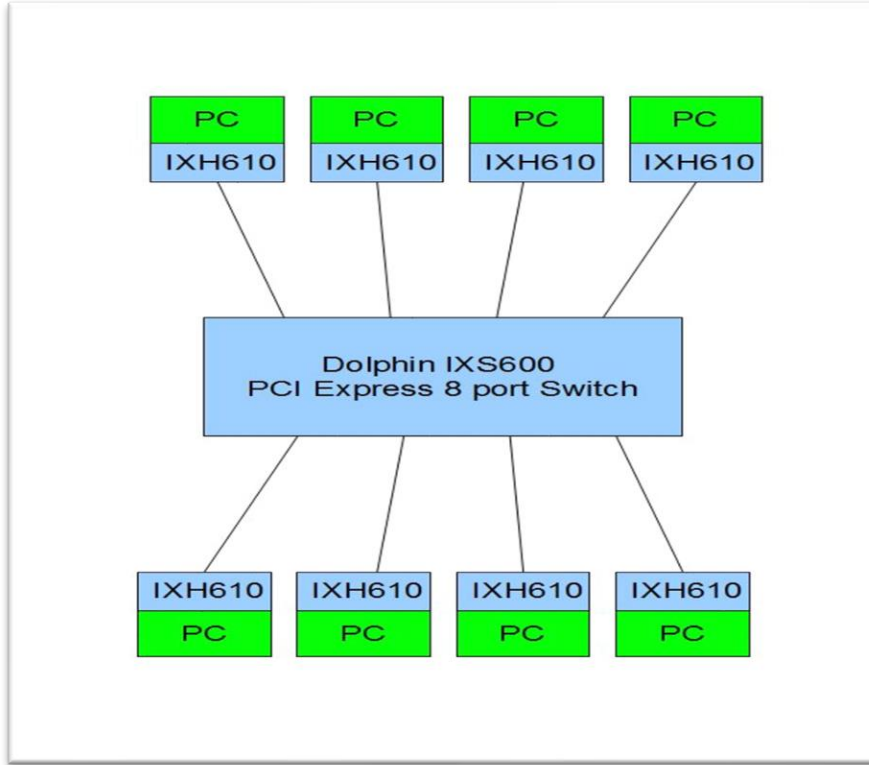 PC PC PC PC
IXH610 IXH610 IXH610 IXH610
Dolphin IXS600
PCI Express 8 port Switch
IXH610 IXH610 IXH610 IXH610
PC PC PC PC